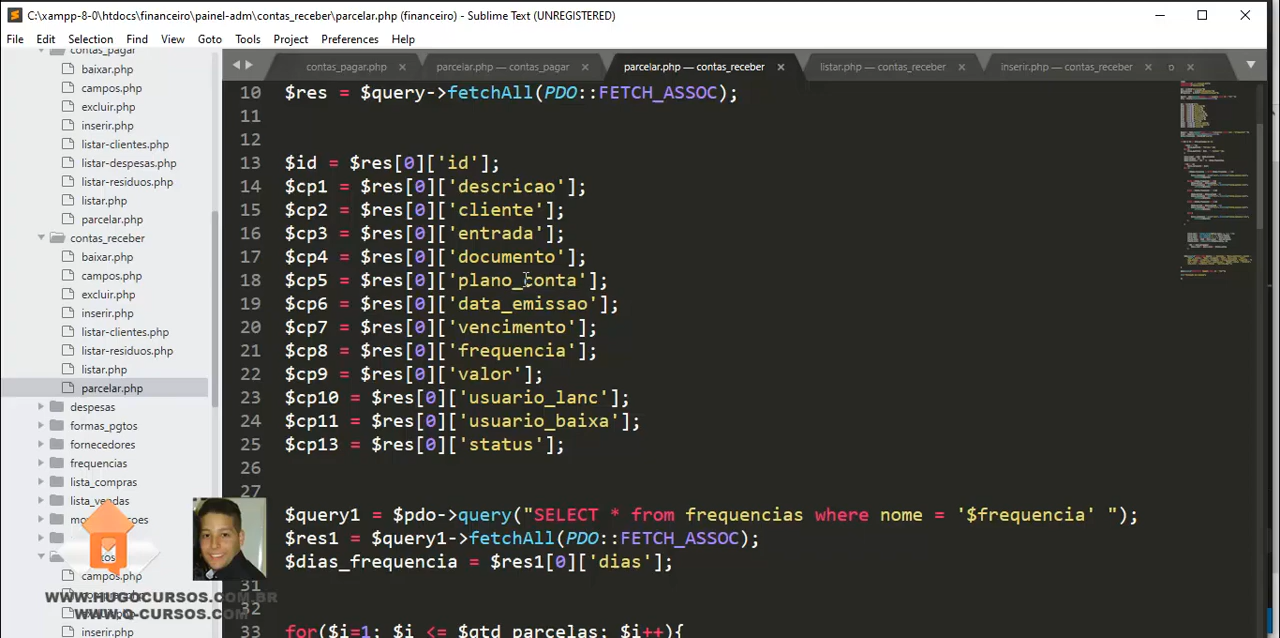 C:\xampp-8-0\htdocs\financeiro\painel-adm\contas_receber\parcelar.php (financeiro) - Sublime Text (UNREGISTERED)
File Edit Selection Find View Goto Tools Project Preferences Help
contas_pagar.php parcelar.php — contas_pagar parcelar.php — contas_receber listar.php — contas_receber inserir.php — contas_receber o
contas_pagar
baixar.php
campos.php
excluir.php
inserir.php
listar-clientes.php
listar-despesas.php
listar-residuos.php
listar.php
parcelar.php
contas_receber
baixar.php
campos.php
excluir.php
inserir.php
listar-clientes.php
listar-residuos.php
listar.php
parcelar.php
despesas
formas_pgtos
fornecedores
frequencias
lista_compras
lista_vendas
campos.php
inserir.php
10 $res = $query->fetchAll(PDO::FETCH_ASSOC);
11
12
13 $id = $res[0]['id'];
14 $cp1 = $res[0]['descricao'];
15 $cp2 = $res[0]['cliente'];
16 $cp3 = $res[0]['entrada'];
17 $cp4 = $res[0]['documento'];
18 $cp5 = $res[0]['plano_conta'];
19 $cp6 = $res[0]['data_emissao'];
20 $cp7 = $res[0]['vencimento'];
21 $cp8 = $res[0]['frequencia'];
22 $cp9 = $res[0]['valor'];
23 $cp10 = $res[0]['usuario_lanc'];
24 $cp11 = $res[0]['usuario_baixa'];
25 $cp13 = $res[0]['status'];
26
27
$query1 = $pdo->query("SELECT * from frequencias where nome = '$frequencia' ");
$res1 = $query1->fetchAll(PDO::FETCH_ASSOC);
$dias_frequencia = $res1[0]['dias'];
31
32
33 for($i=1; $i <= $qtd_parcelas; $i++){
WWW.HUGOCURSOS.COM.BR
WWW.Q-CURSOS.COM